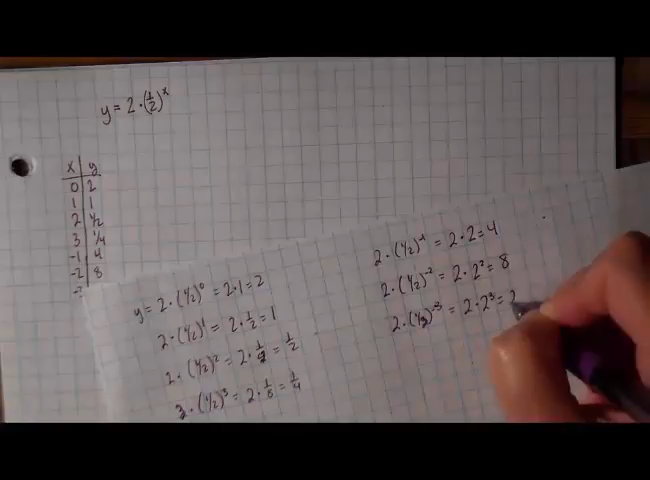 y = 2·(1/2)^x
x | y
0 | 2
1 | 1
2 | 1/2
3 | 1/4
-1 | 4
-2 | 8
y = 2·(1/2)^0 = 2·1 = 2
2·(1/2)^1 = 2·1/2 = 1
2·(1/2)^2 = 2·1/4 = 1/2
2·(1/2)^3 = 2·1/8 = 1/4
2·(1/2)^-1 = 2·2 = 4
2·(1/2)^-2 = 2·2^2 = 8
2·(1/2)^-3 = 2·2^3 = 2